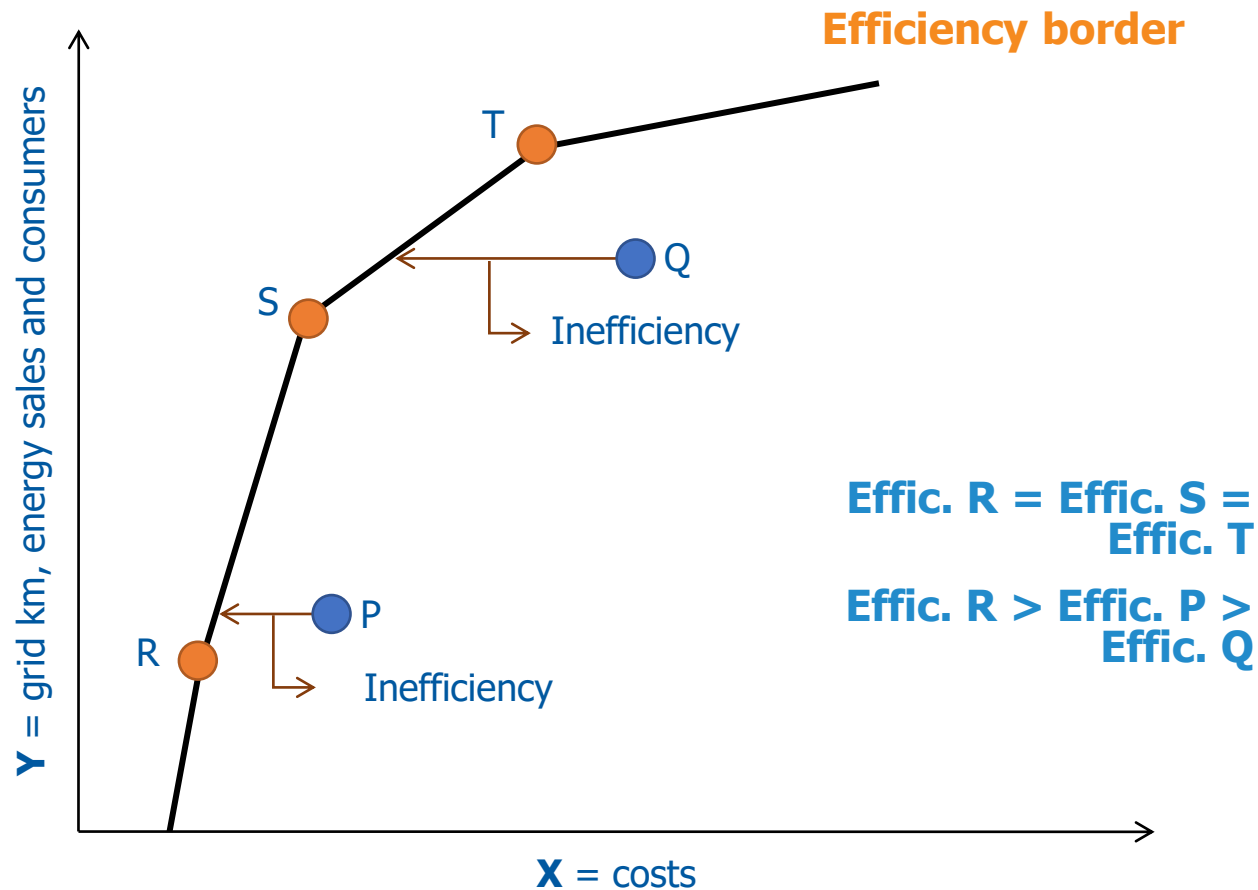 Efficiency border
Y = grid km, energy sales and consumers
T
Q
S
Inefficiency
Effic. R = Effic. S =
Effic. T
Effic. R > Effic. P >
Effic. Q
P
R
Inefficiency
X = costs